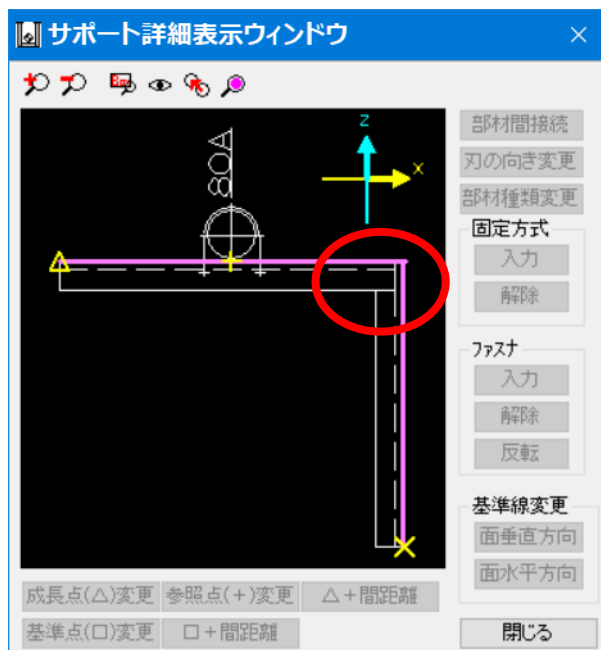 サポート詳細表示ウィンドウ
80A
Z
X
部材間接続
刃の向き変更
部材種類変更
固定方式
入力
解除
ファスナ
入力
解除
反転
基準線変更
面垂直方向
面水平方向
成長点(△)変更 参照点(+)変更 △+間距離
基準点(□)変更 □+間距離 閉じる